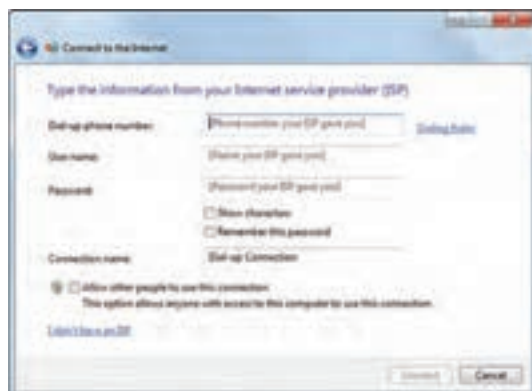 Connect to the Internet
Type the information from your Internet service provider (ISP)
Dial-up phone number:
[Phone number your ISP gave you]
Dialing Rules
User name:
[Name your ISP gave you]
Password:
[Password your ISP gave you]
Show characters
Remember this password
Connection name:
Dial-up Connection
Allow other people to use this connection
This option allows anyone with access to this computer to use this connection.
I don't have an ISP
Connect
Cancel